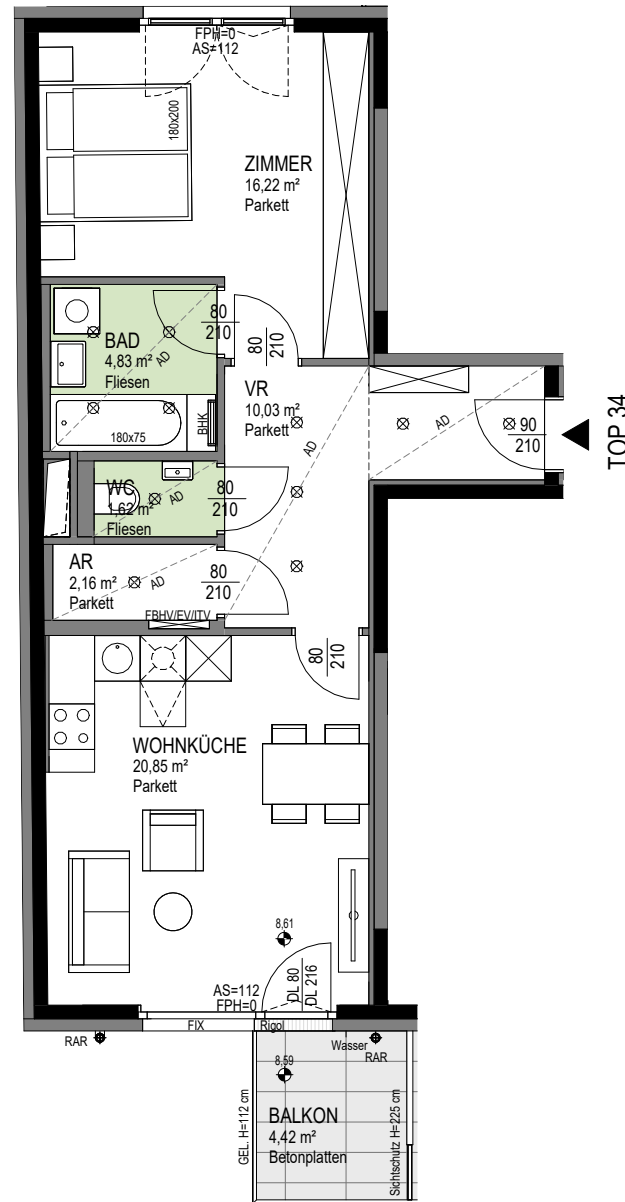 FPH=0
AS=112
180x200
ZIMMER
16,22 m²
Parkett
80
210
80
210
BAD
4,83 m²
Fliesen
AD
VR
10,03 m²
Parkett
AD
AD
90
210
TOP 34
180x75
BHK
WC
1,62 m²
Fliesen
AD
80
210
AR
2,16 m²
Parkett
AD
80
210
FBHV/EV/ITV
80
210
WOHNKÜCHE
20,85 m²
Parkett
8,61
AS=112
FPH=0
DL 80
DL 216
FIX
Rigol
RAR
Wasser
RAR
8,59
GEL. H=112 cm
BALKON
4,42 m²
Betonplatten
Sichtschutz H=225 cm